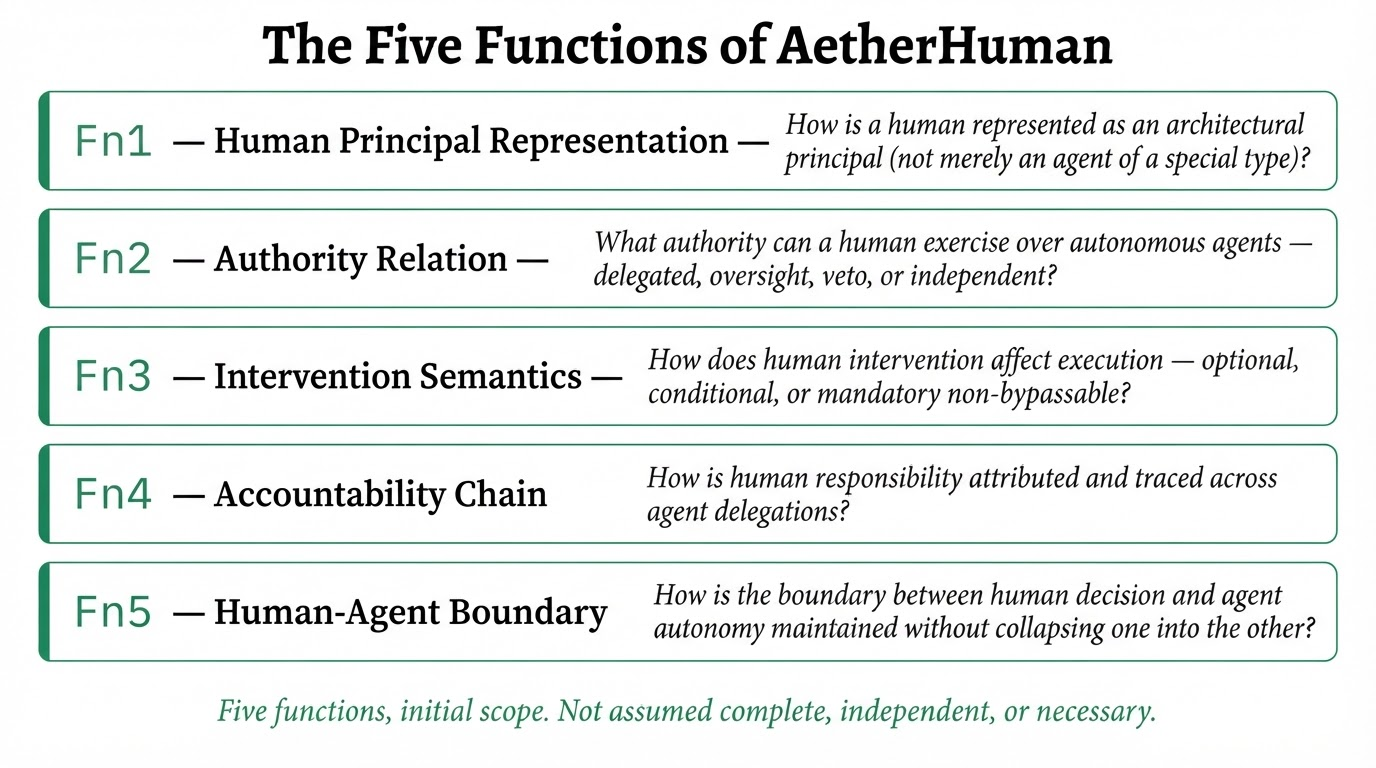 The Five Functions of AetherHuman
Fn1 — Human Principal Representation — How is a human represented as an architectural
principal (not merely an agent of a special type)?
Fn2 — Authority Relation — What authority can a human exercise over autonomous agents —
delegated, oversight, veto, or independent?
Fn3 — Intervention Semantics — How does human intervention affect execution — optional,
conditional, or mandatory non-bypassable?
Fn4 — Accountability Chain How is human responsibility attributed and traced across
agent delegations?
Fn5 — Human-Agent Boundary How is the boundary between human decision and agent
autonomy maintained without collapsing one into the other?
Five functions, initial scope. Not assumed complete, independent, or necessary.